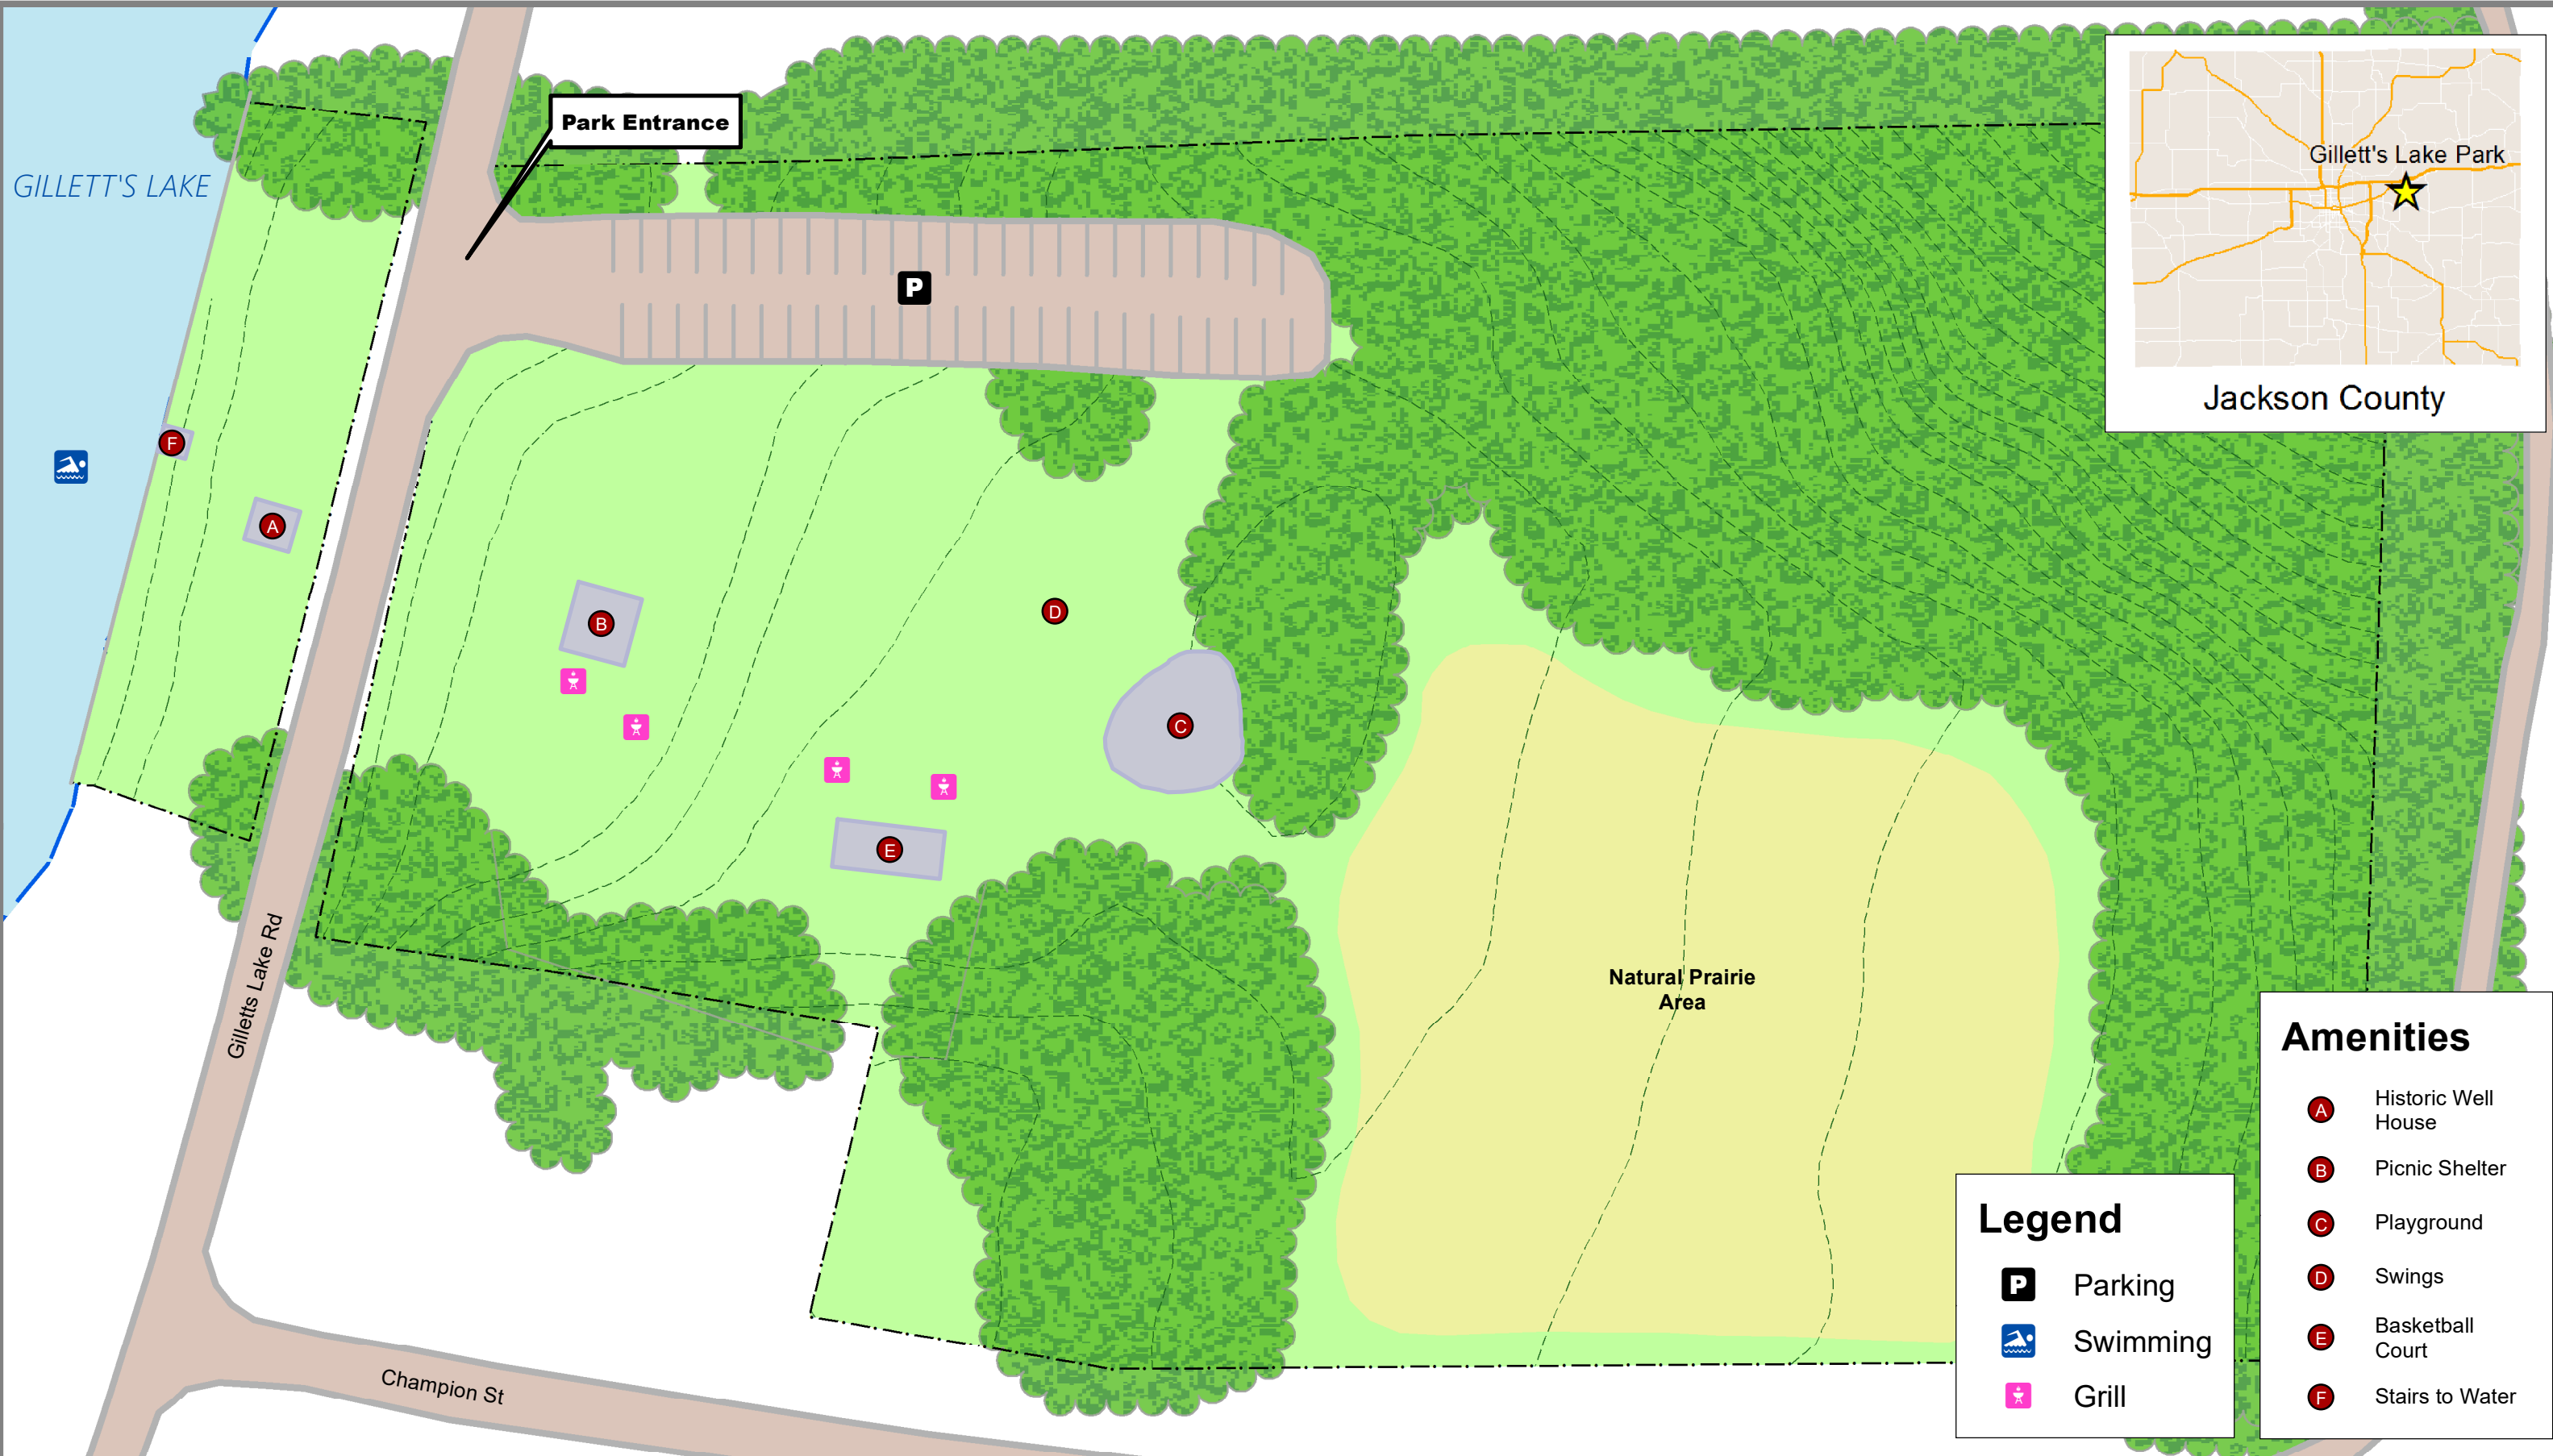 Park Entrance
GILLETT'S LAKE
P
F
A
B
D
C
E
Gilletts Lake Rd
Champion St
Natural Prairie
Area
Gillett's Lake Park
Jackson County
Legend
P Parking
Swimming
Grill
Amenities
A Historic Well
House
B Picnic Shelter
C Playground
D Swings
E Basketball
Court
F Stairs to Water